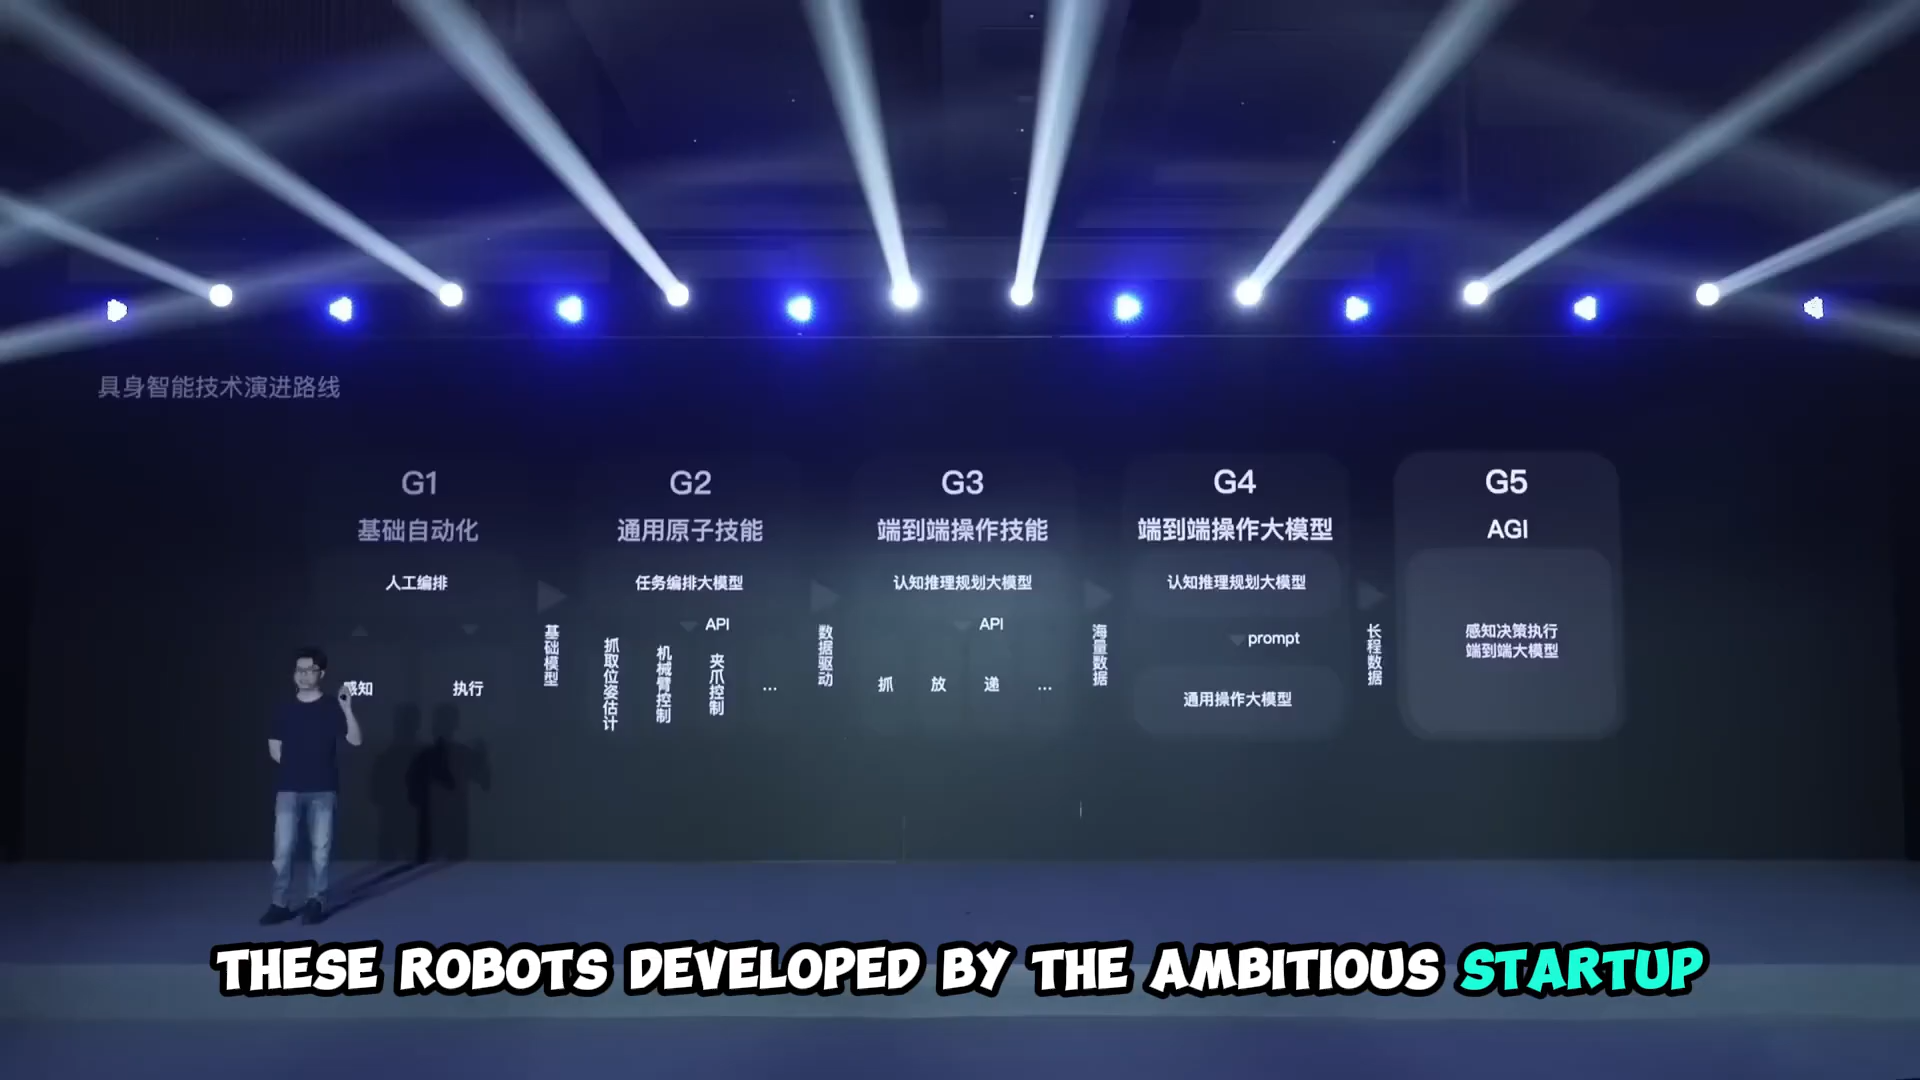 具身智能技术演进路线
G1
基础自动化
人工编排
感知
执行
基础模型
G2
通用原子技能
任务编排大模型
API
抓取位姿估计
机械臂控制
夹爪控制
...
数据驱动
G3
端到端操作技能
认知推理规划大模型
API
抓
放
递
...
海量数据
G4
端到端操作大模型
认知推理规划大模型
prompt
通用操作大模型
长程数据
G5
AGI
感知决策执行
端到端大模型
THESE ROBOTS DEVELOPED BY THE AMBITIOUS STARTUP